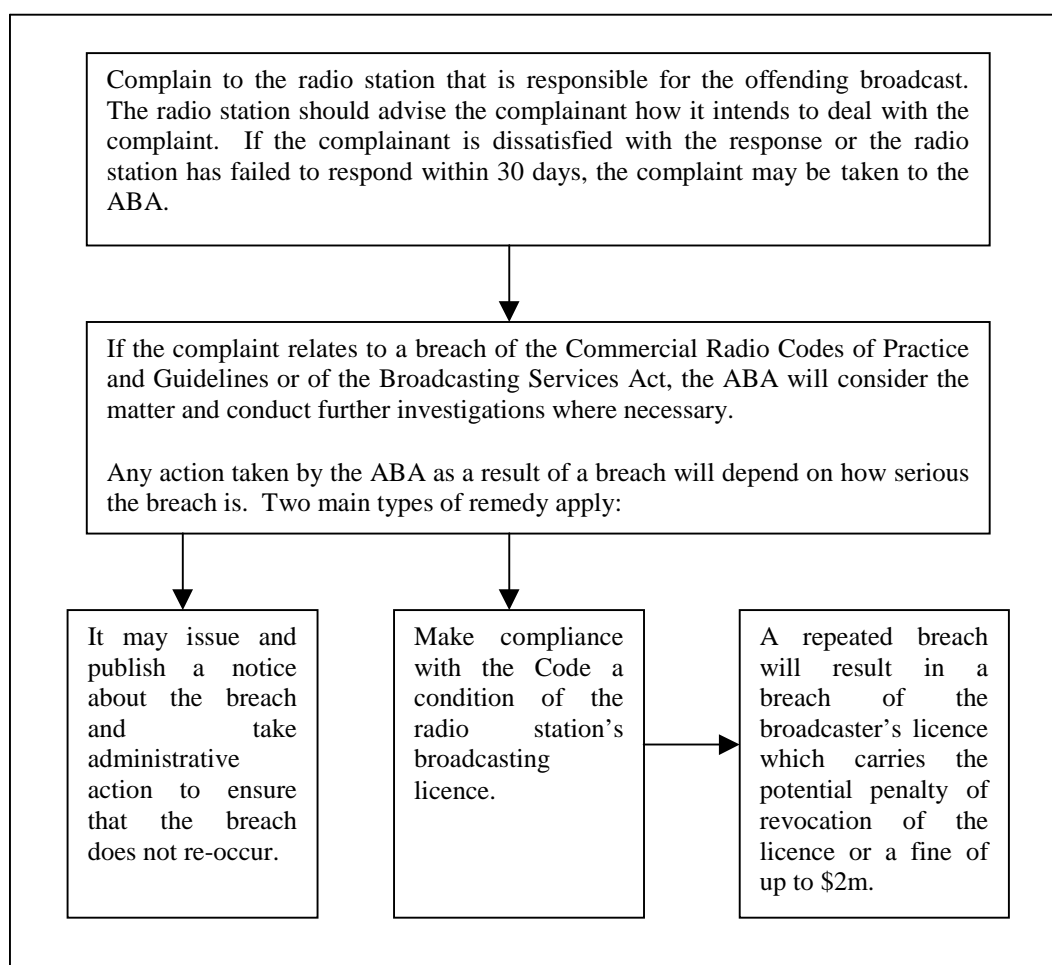 Complain to the radio station that is responsible for the offending broadcast.
The radio station should advise the complainant how it intends to deal with the
complaint. If the complainant is dissatisfied with the response or the radio
station has failed to respond within 30 days, the complaint may be taken to the
ABA.
If the complaint relates to a breach of the Commercial Radio Codes of Practice
and Guidelines or of the Broadcasting Services Act, the ABA will consider the
matter and conduct further investigations where necessary.
Any action taken by the ABA as a result of a breach will depend on how serious
the breach is. Two main types of remedy apply:
It may issue and
publish a notice
about the breach
and take
administrative
action to ensure
that the breach
does not re-occur.
Make compliance
with the Code a
condition of the
radio station's
broadcasting
licence.
A repeated breach
will result in a
breach of the
broadcaster's licence
which carries the
potential penalty of
revocation of the
licence or a fine of
up to $2m.